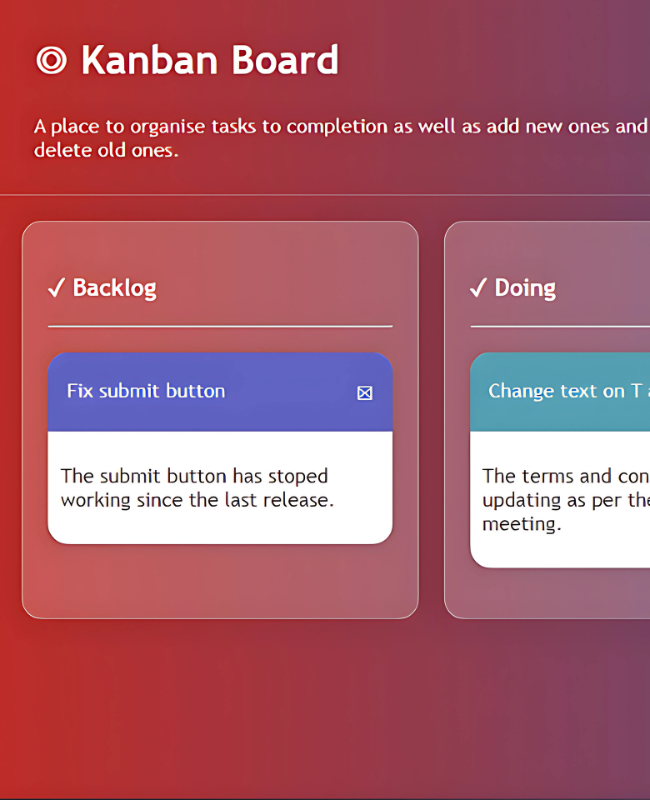 ◎ Kanban Board
A place to organise tasks to completion as well as add new ones and
delete old ones.
✓ Backlog
Fix submit button
The submit button has stoped
working since the last release.
✓ Doing
Change text on T
The terms and con
updating as per the
meeting.